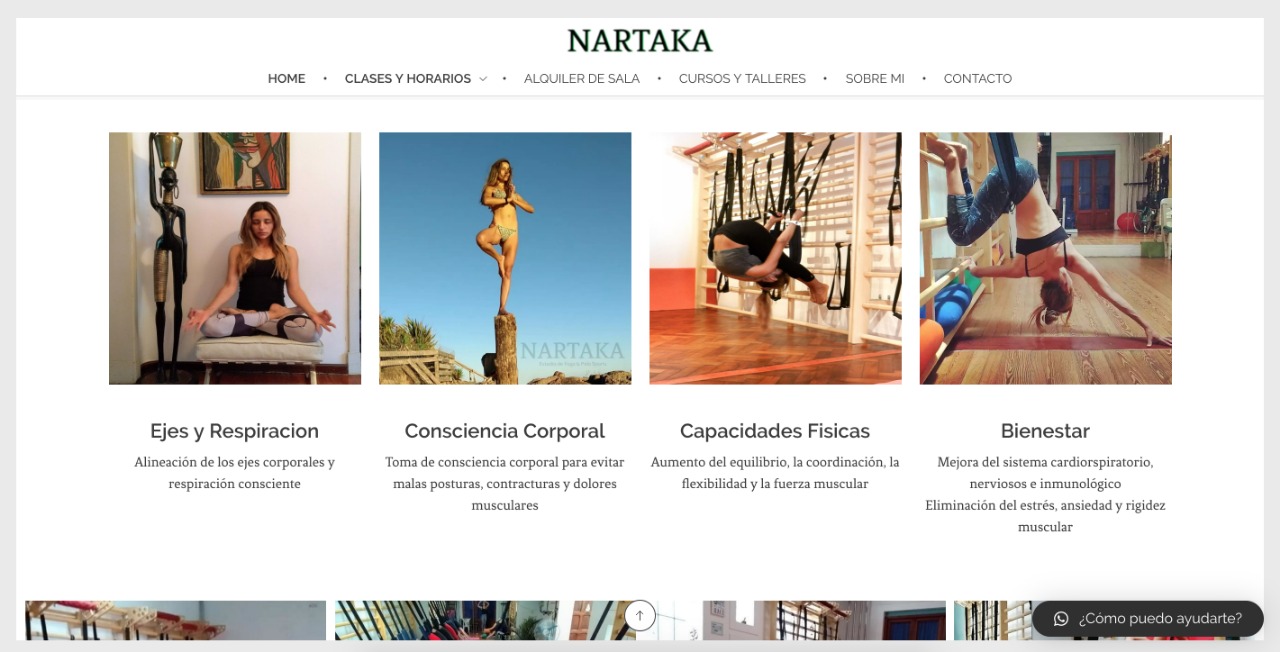 NARTAKA
HOME • CLASES Y HORARIOS • ALQUILER DE SALA • CURSOS Y TALLERES • SOBRE MI • CONTACTO
NARTAKA
Ejes y Respiracion
Alineación de los ejes corporales y
respiración consciente
Consciencia Corporal
Toma de consciencia corporal para evitar
malas posturas, contracturas y dolores
musculares
Capacidades Fisicas
Aumento del equilibrio, la coordinación, la
flexibilidad y la fuerza muscular
Bienestar
Mejora del sistema cardiorspiratorio,
nerviosos e inmunológico
Eliminación del estrés, ansiedad y rigidez
muscular
¿Cómo puedo ayudarte?